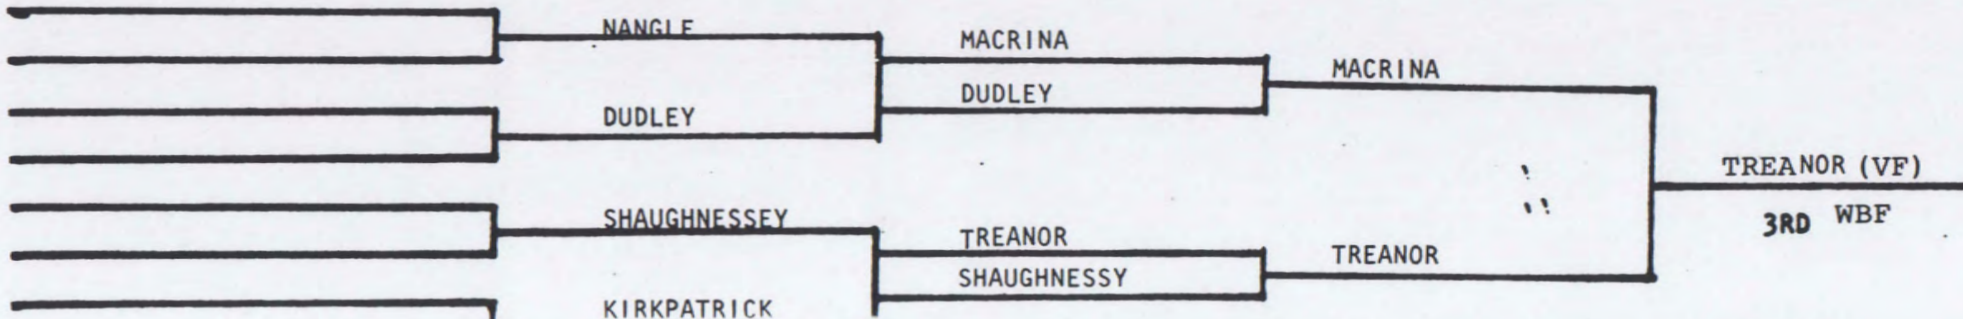 NANGLE
MACRINA
MACRINA
DUDLEY
DUDLEY
TREANOR (VF)
3RD WBF
SHAUGHNESSEY
TREANOR
TREANOR
SHAUGHNESSY
KIRKPATRICK